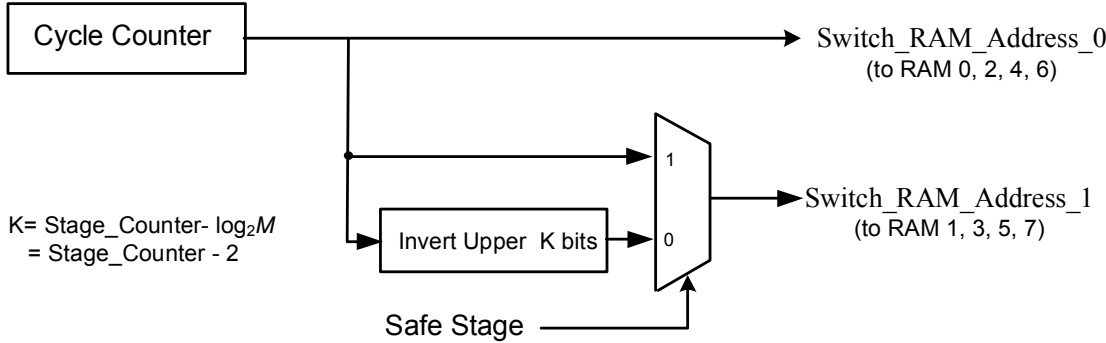 Cycle Counter
Switch_RAM_Address_0
(to RAM 0, 2, 4, 6)
1
Switch_RAM_Address_1
(to RAM 1, 3, 5, 7)
K= Stage_Counter- log₂M
= Stage_Counter - 2
Invert Upper K bits
0
Safe Stage